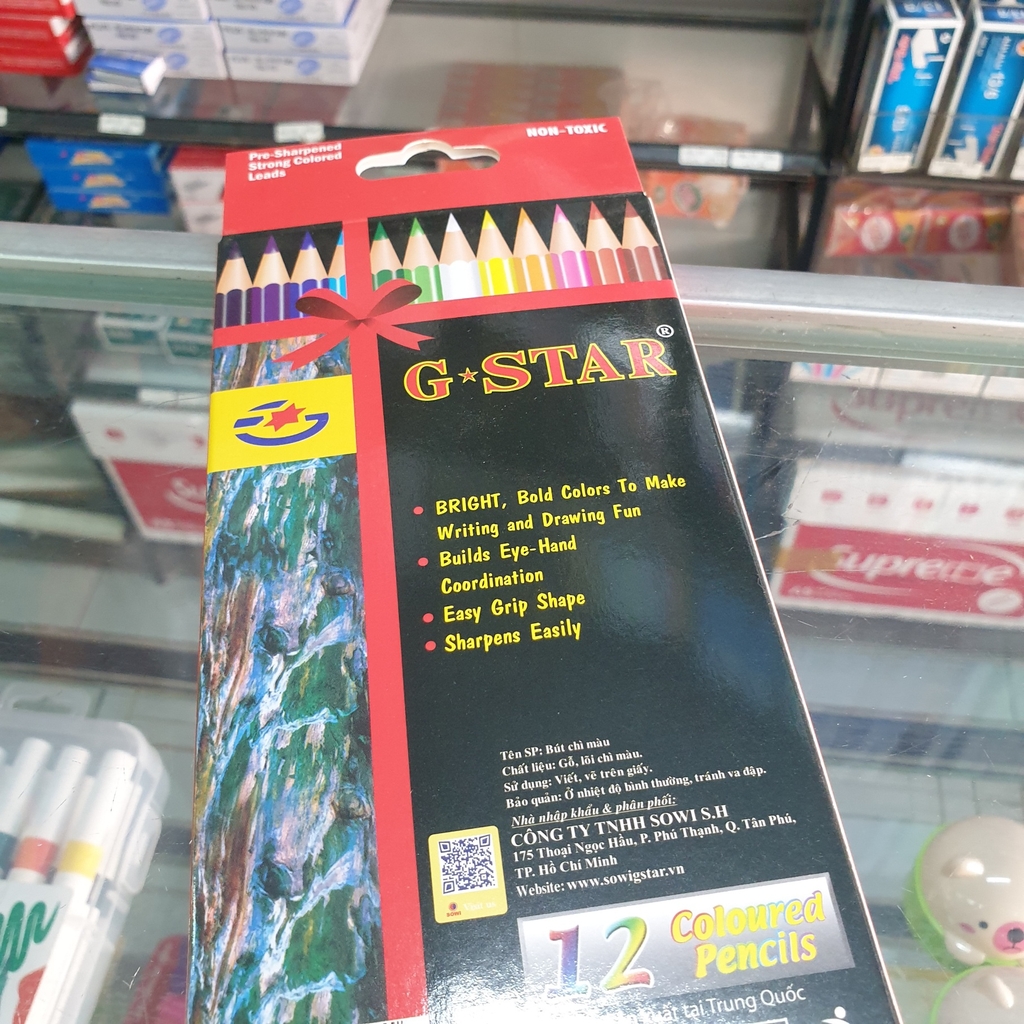 NON-TOXIC
Pre-Sharpened
Strong Colored
Leads
G★STAR®
BRIGHT, Bold Colors To Make
Writing and Drawing Fun
Builds Eye-Hand
Coordination
Easy Grip Shape
Sharpens Easily
Tên SP: Bút chì màu
Chất liệu: Gỗ, lõi chì màu.
Sử dụng: Viết, vẽ trên giấy.
Bảo quản: Ở nhiệt độ bình thường, tránh va đập.
Nhà nhập khẩu & phân phối:
CÔNG TY TNHH SOWI S.H
175 Thoại Ngọc Hầu, P. Phú Thạnh, Q. Tân Phú,
TP. Hồ Chí Minh
Website: www.sowigstar.vn
SOWI
12 Coloured
Pencils
tại Trung Quốc
Supreme